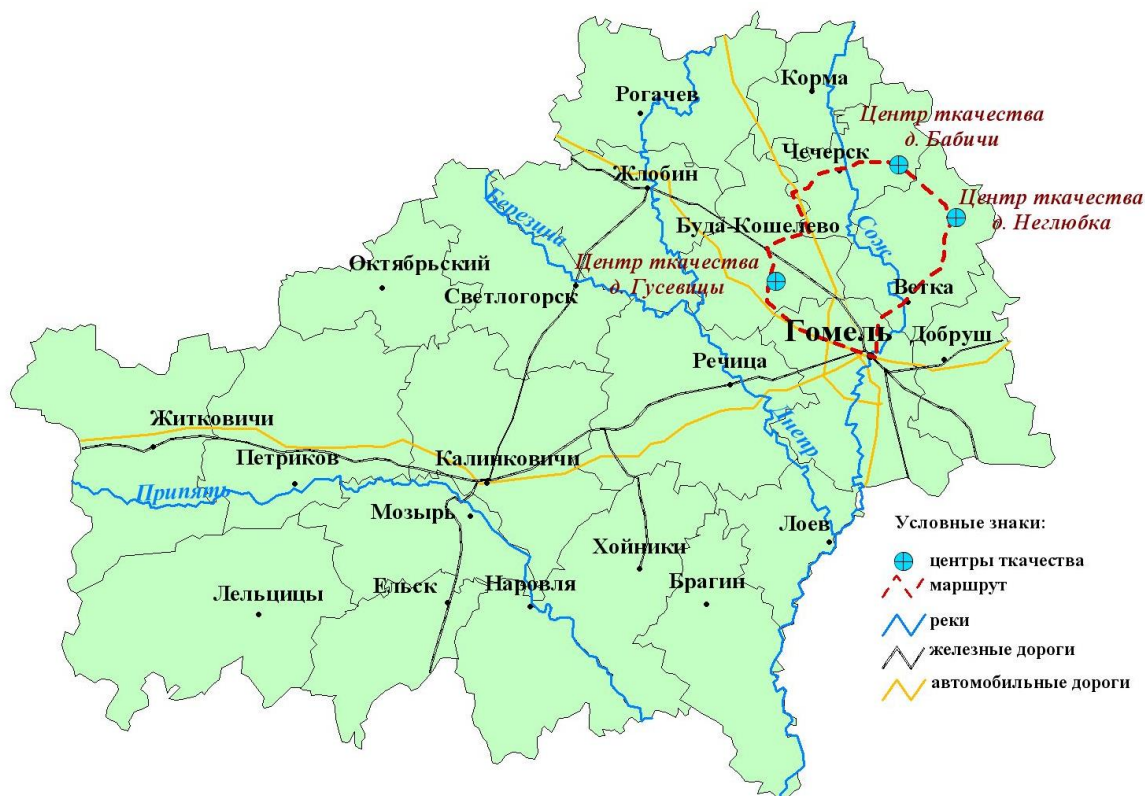 Корма
Рогачев
Центр ткачества
д. Бабичи
Чечерск
Жлобин
Центр ткачества
д. Неглюбка
Березина
Буда-Кошелево
Сож
Октябрьский
Центр ткачества
д. Гусевицы
Светлогорск
Ветка
Гомель
Добруш
Речица
Днепр
Житковичи
Петриков
Калинковичи
Припять
Мозырь
Лоев
Хойники
Ельск
Наровля
Брагин
Лельцицы
Условные знаки:
центры ткачества
маршрут
реки
железные дороги
автомобильные дороги